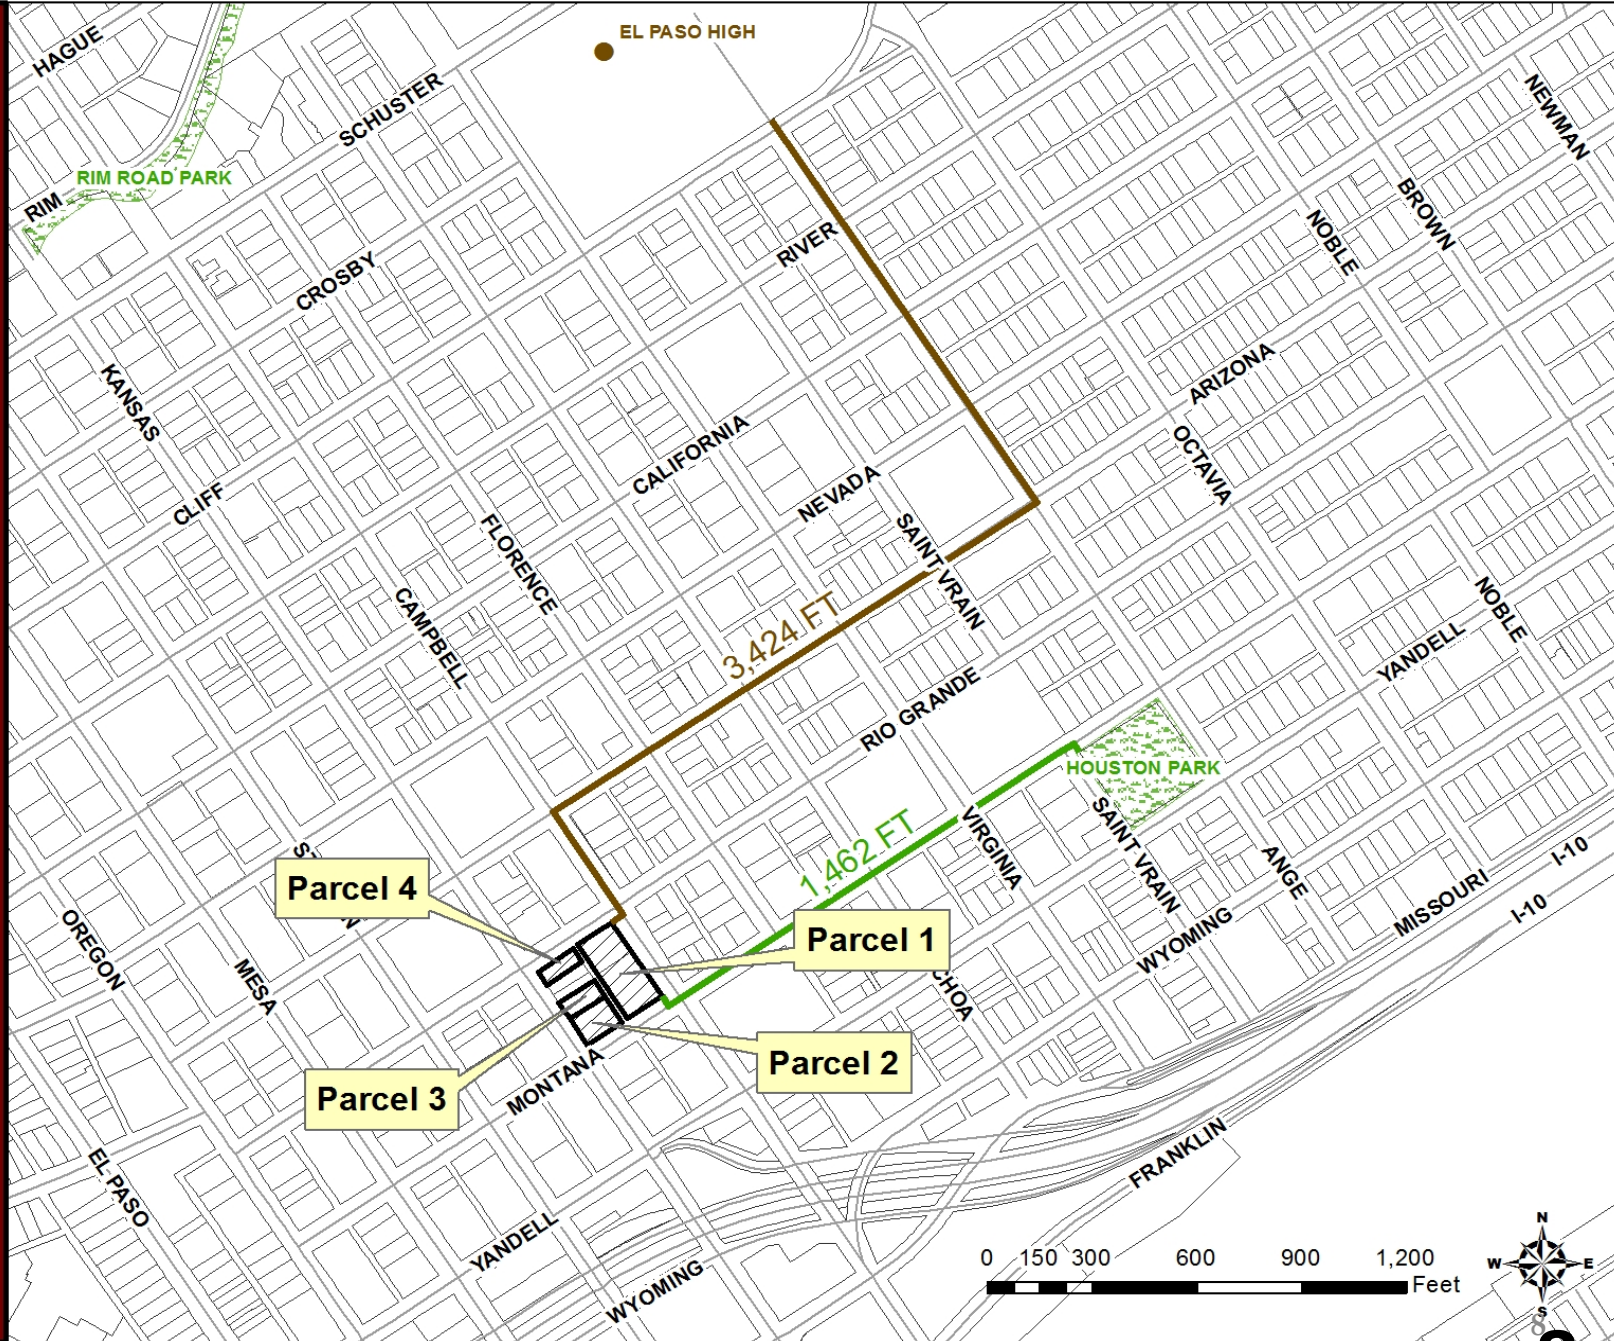 EL PASO HIGH
HAGUE
SCHUSTER
NEWMAN
RIM ROAD PARK
RIM
BROWN
NOBLE
RIVER
CROSBY
KANSAS
ARIZONA
OCTAVIA
CALIFORNIA
NEVADA
CLIFF
FLORENCE
SAINT VRAIN
CAMPBELL
3,424 FT
NOBLE
YANDELL
RIO GRANDE
HOUSTON PARK
1,462 FT
VIRGINIA
SAINT VRAIN
ANGE
I-10
MISSOURI
I-10
Parcel 4
OREGON
MESA
Parcel 1
WYOMING
Parcel 2
Parcel 3
MONTANA
EL PASO
FRANKLIN
YANDELL
WYOMING
0 150 300 600 900 1,200
Feet
N
W E
S